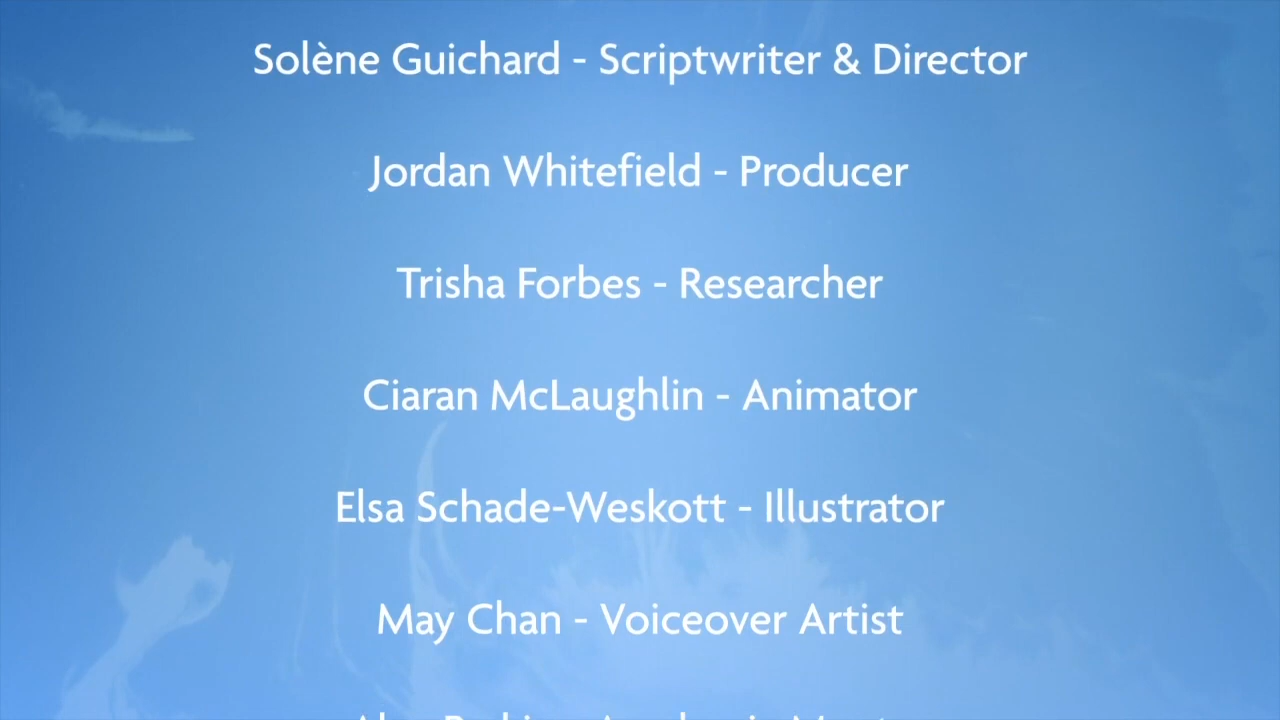 Solène Guichard - Scriptwriter & Director
Jordan Whitefield - Producer
Trisha Forbes - Researcher
Ciaran McLaughlin - Animator
Elsa Schade-Weskott - Illustrator
May Chan - Voiceover Artist